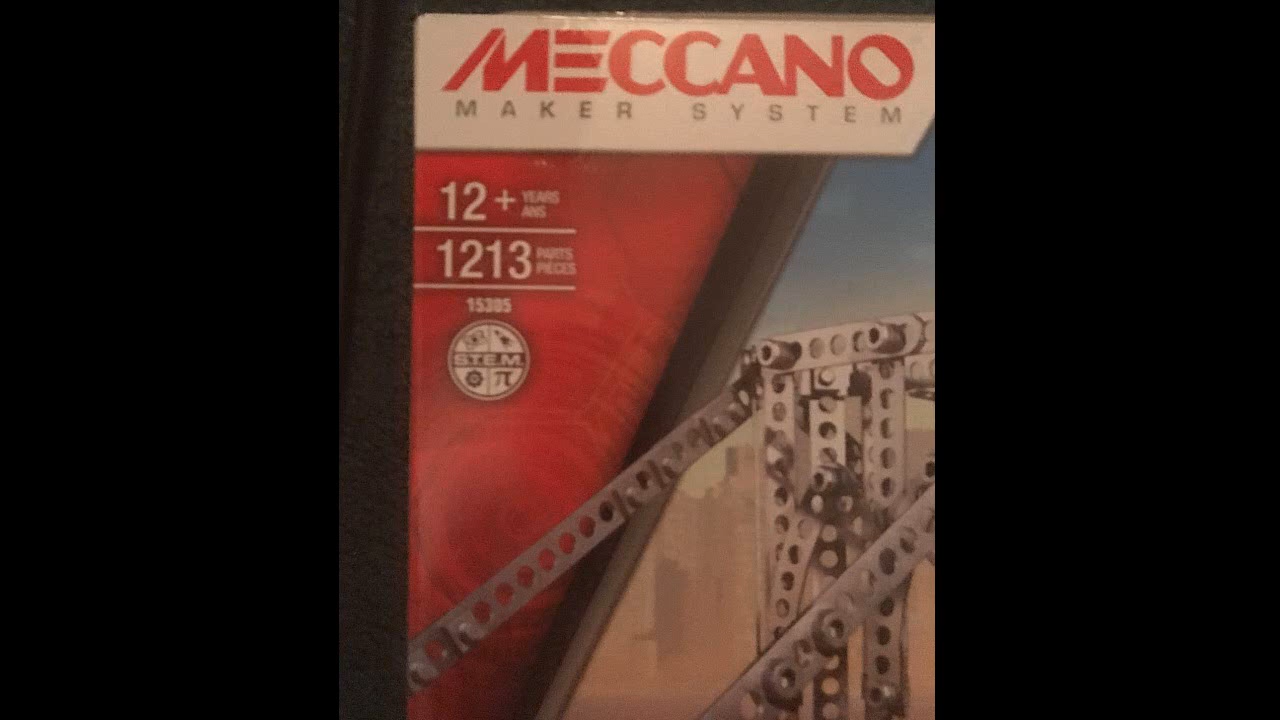 MECCANO
MAKER SYSTEM
12+ YEARS
ANS
1213 PARTS
PIECES
15305
S.T.E.M.
π